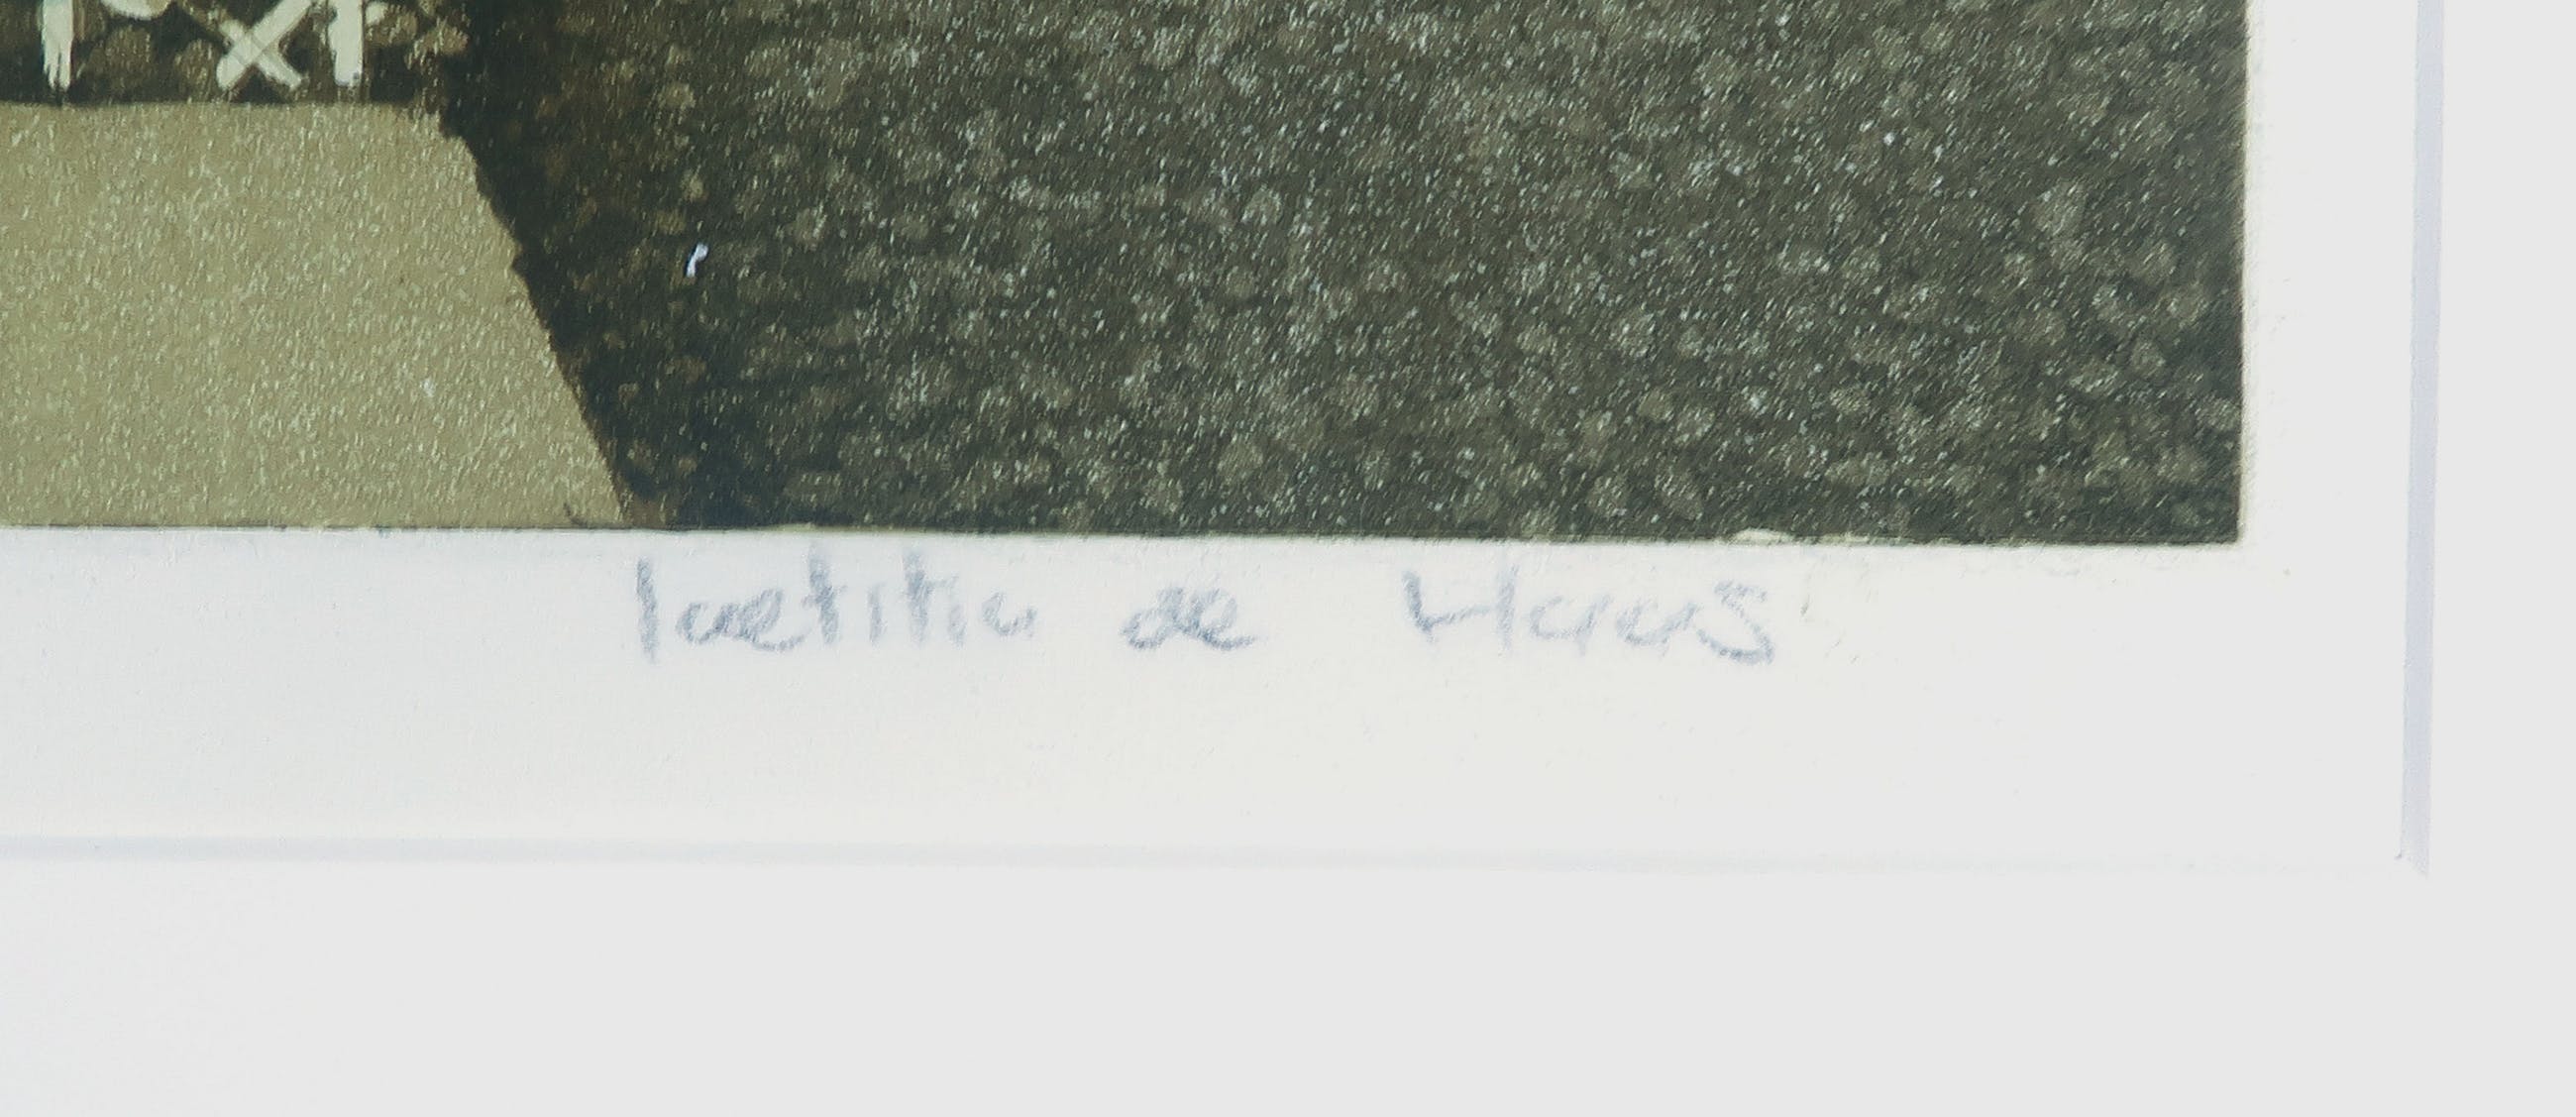 laetitia de Haas